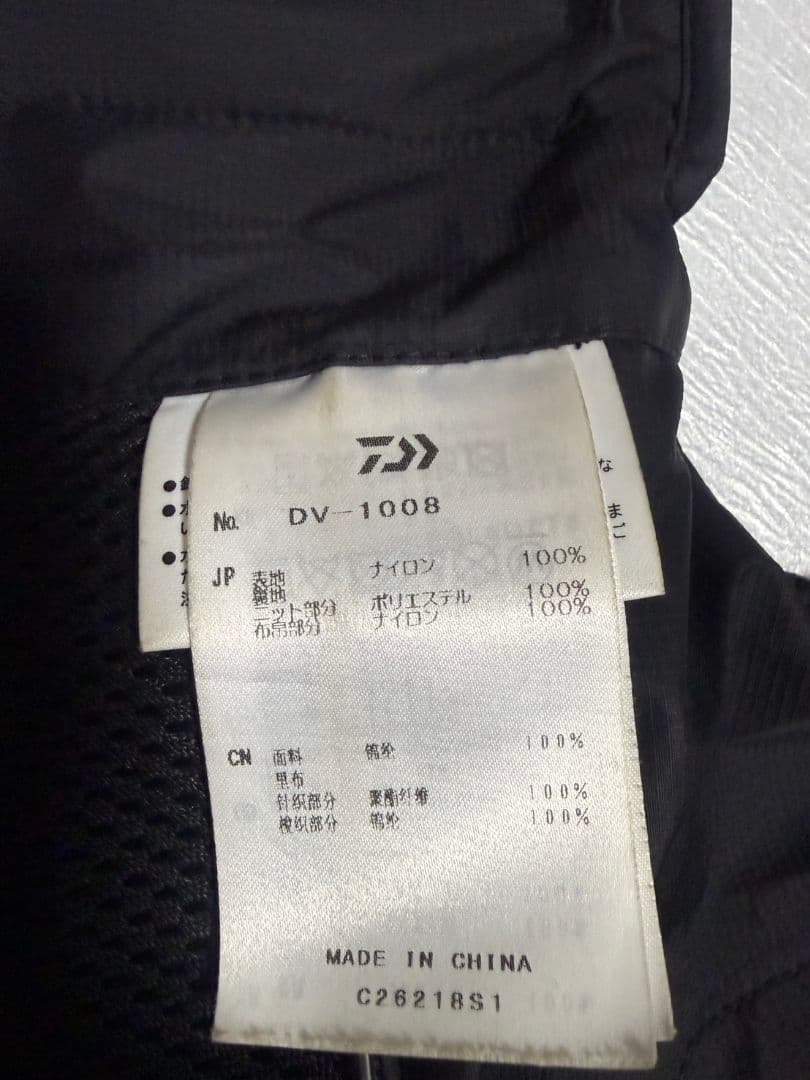 No. DV-1008
JP 表地 ナイロン 100%
裏地
ニット部分 ポリエステル 100%
布帛部分 ナイロン 100%
CN 面料 锦纶 100%
里布
针织部分 聚酯纤维 100%
梭织部分 锦纶 100%
MADE IN CHINA
C26218S1